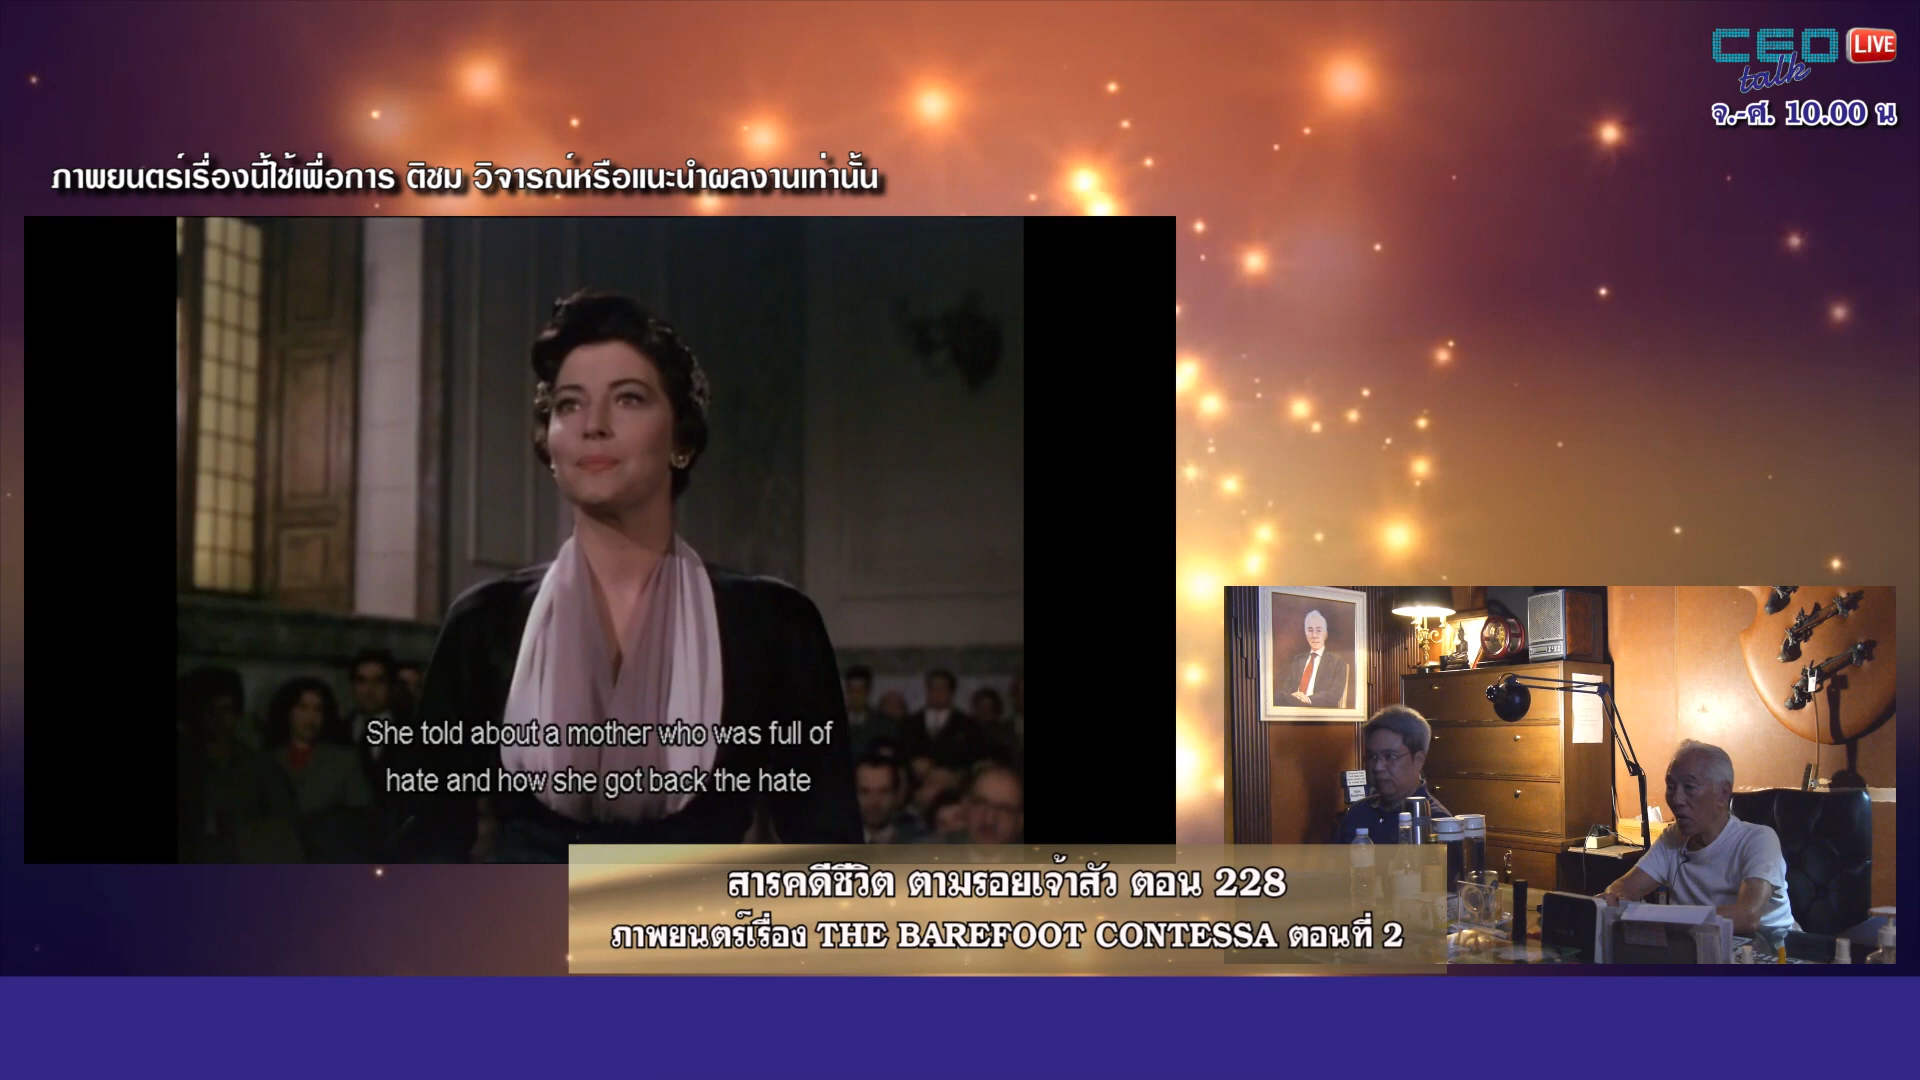 CEO LIVE
talk
จ.-ศ. 10.00 น
ภาพยนตร์เรื่องนี้ใช้เพื่อการ ติชม วิจารณ์หรือแนะนำผลงานเท่านั้น
She told about a mother who was full of
hate and how she got back the hate
สารคดีชีวิต ตามรอยเจ้าสัว ตอน 228
ภาพยนตร์เรื่อง THE BAREFOOT CONTESSA ตอนที่ 2